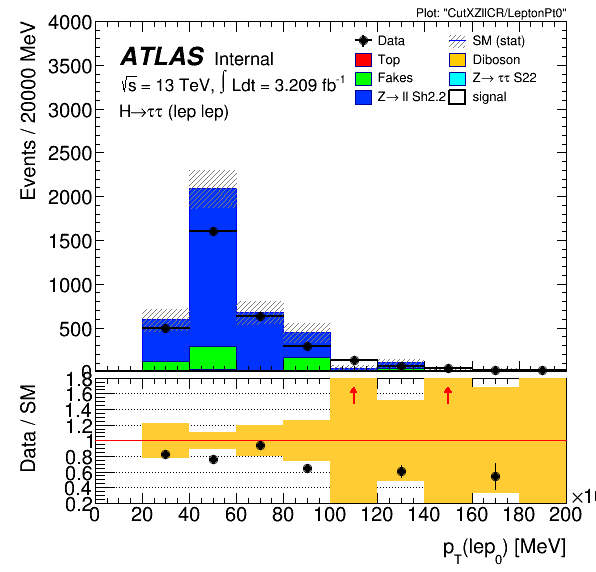 Plot: "CutXZllCR/LeptonPt0"
ATLAS Internal
√s = 13 TeV, ∫ Ldt = 3.209 fb⁻¹
H→ττ (lep lep)
Data
SM (stat)
Top
Diboson
Fakes
Z→ ττ S22
Z→ ll Sh2.2
signal
Events / 20000 MeV
4000
3500
3000
2500
2000
1500
1000
500
0
Data / SM
1.8
1.6
1.4
1.2
1
0.8
0.6
0.4
0.2
0 20 40 60 80 100 120 140 160 180 200
p_T(lep_0) [MeV]